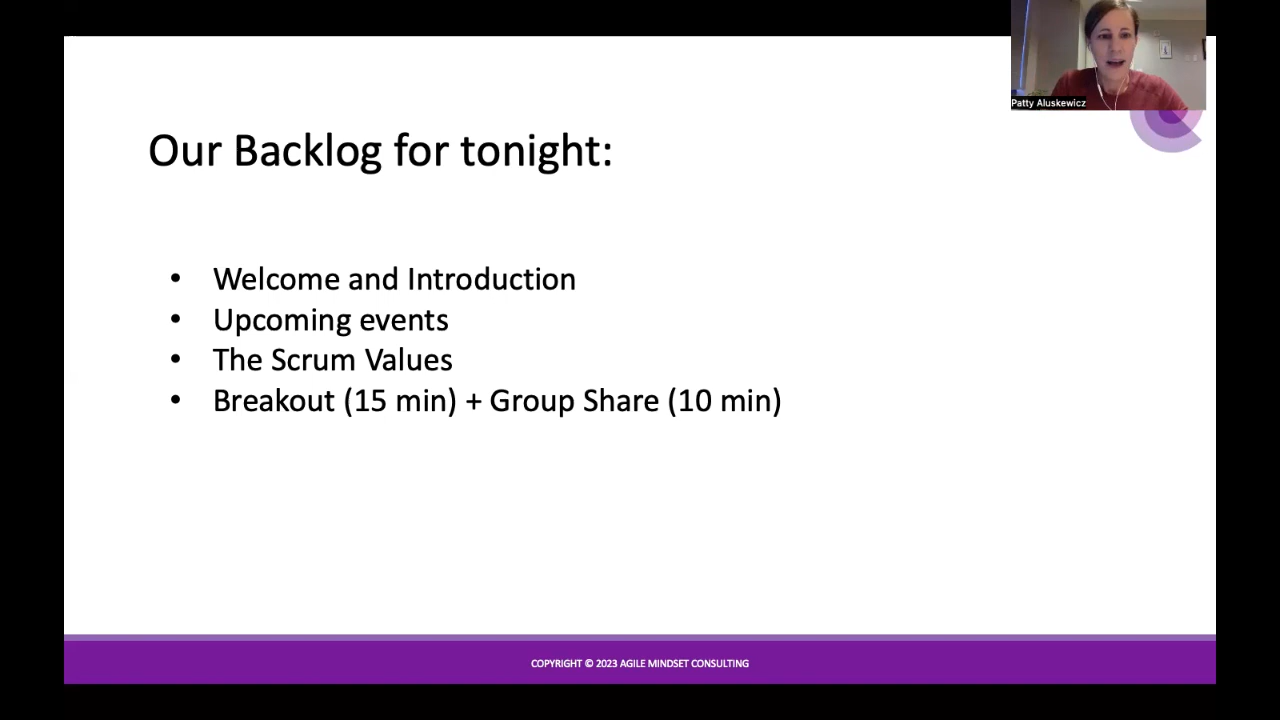 Patty Aluskewicz
Our Backlog for tonight:
• Welcome and Introduction
• Upcoming events
• The Scrum Values
• Breakout (15 min) + Group Share (10 min)
COPYRIGHT © 2023 AGILE MINDSET CONSULTING